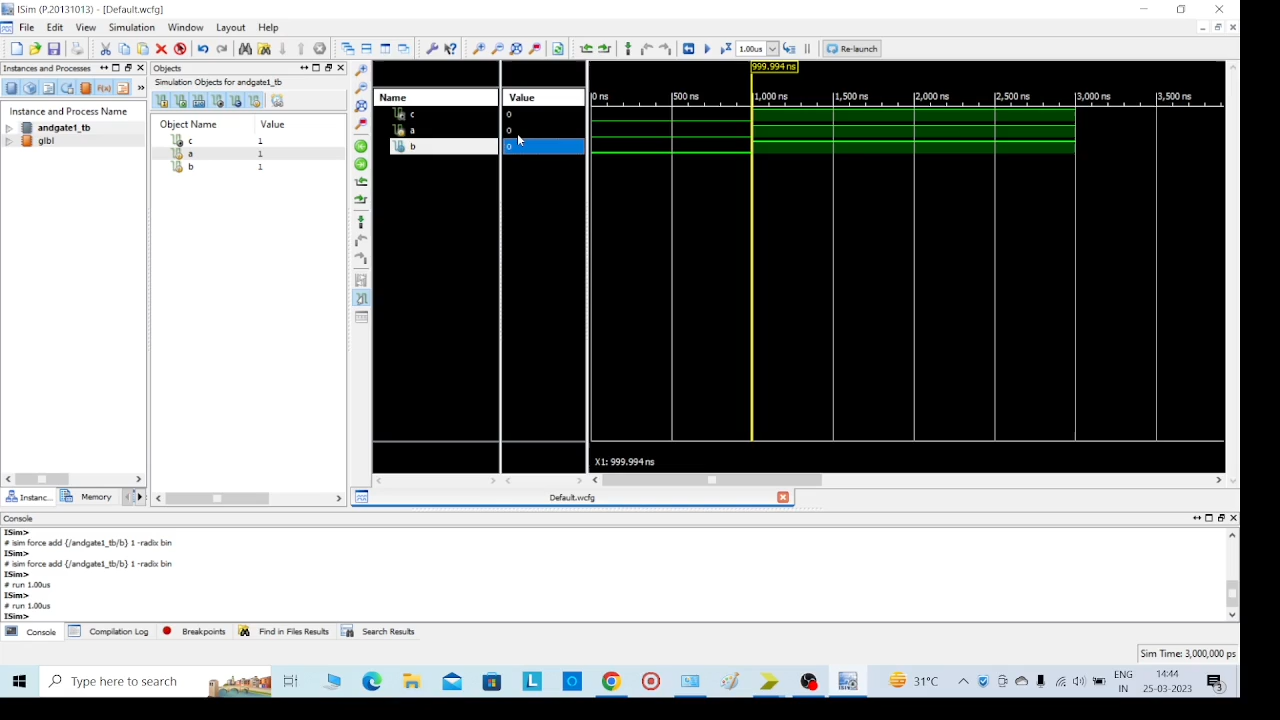 ISim (P.20131013) - [Default.wcfg]
File Edit View Simulation Window Layout Help
1.00us Re-launch
Instances and Processes
Objects
Simulation Objects for andgate1_tb
Instance and Process Name
andgate1_tb
glbl
Object Name Value
c 1
a 1
b 1
Name Value
c 0
a 0
b 0
999.994 ns
0 ns 500 ns 1,000 ns 1,500 ns 2,000 ns 2,500 ns 3,000 ns 3,500 ns
X1: 999.994 ns
Instanc... Memory
Default.wcfg
Console
ISim>
# isim force add {/andgate1_tb/b} 1 -radix bin
ISim>
# isim force add {/andgate1_tb/b} 1 -radix bin
ISim>
# run 1.00us
ISim>
# run 1.00us
ISim>
Console Compilation Log Breakpoints Find in Files Results Search Results
Sim Time: 3,000,000 ps
Type here to search
31°C
ENG
IN
14:44
25-03-2023
3